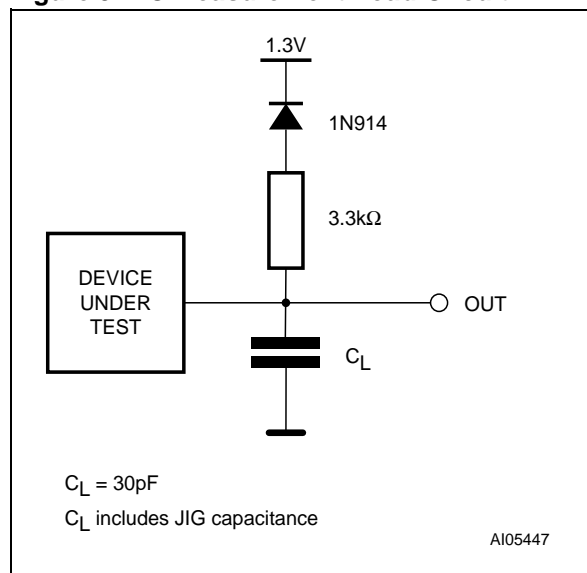 1.3V
1N914
3.3kΩ
DEVICE
UNDER
TEST
OUT
CL
CL = 30pF
CL includes JIG capacitance
AI05447